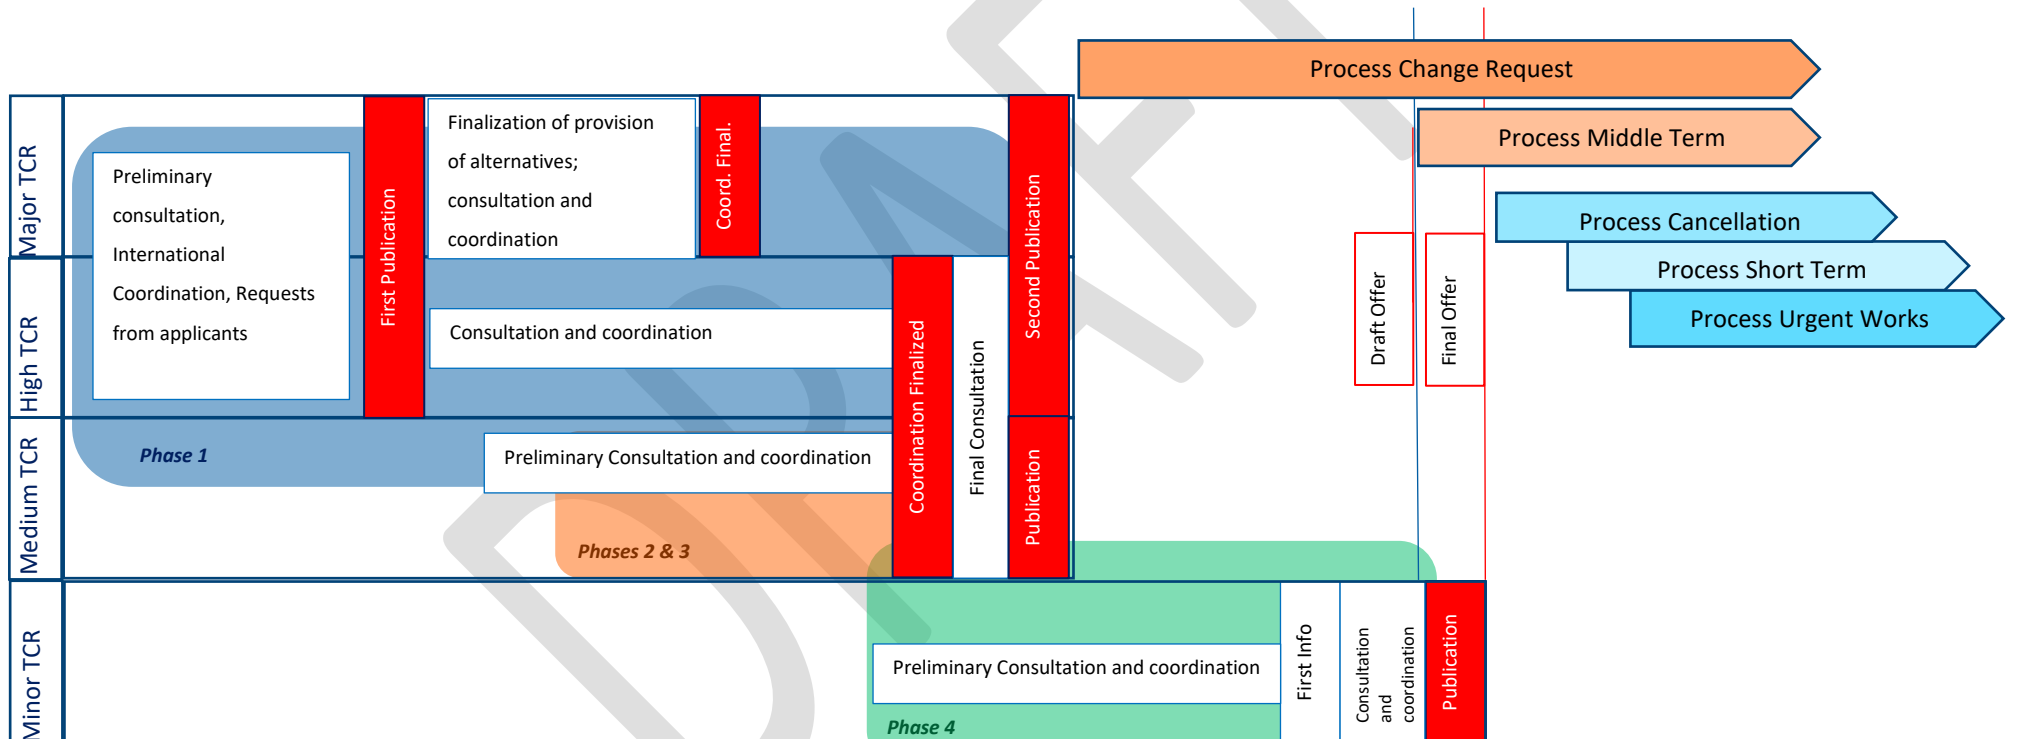 Process Change Request
Process Middle Term
Process Cancellation
Process Short Term
Process Urgent Works
Major TCR
Preliminary
consultation,
International
Coordination, Requests
from applicants
First Publication
Finalization of provision
of alternatives;
consultation and
coordination
Coord. Final.
Second Publication
High TCR
Consultation and coordination
Coordination Finalized
Final Consultation
Draft Offer
Final Offer
Medium TCR
Phase 1
Preliminary Consultation and coordination
Phases 2 & 3
Publication
Minor TCR
Preliminary Consultation and coordination
Phase 4
First Info
Consultation
and
coordination
Publication
DRAFT